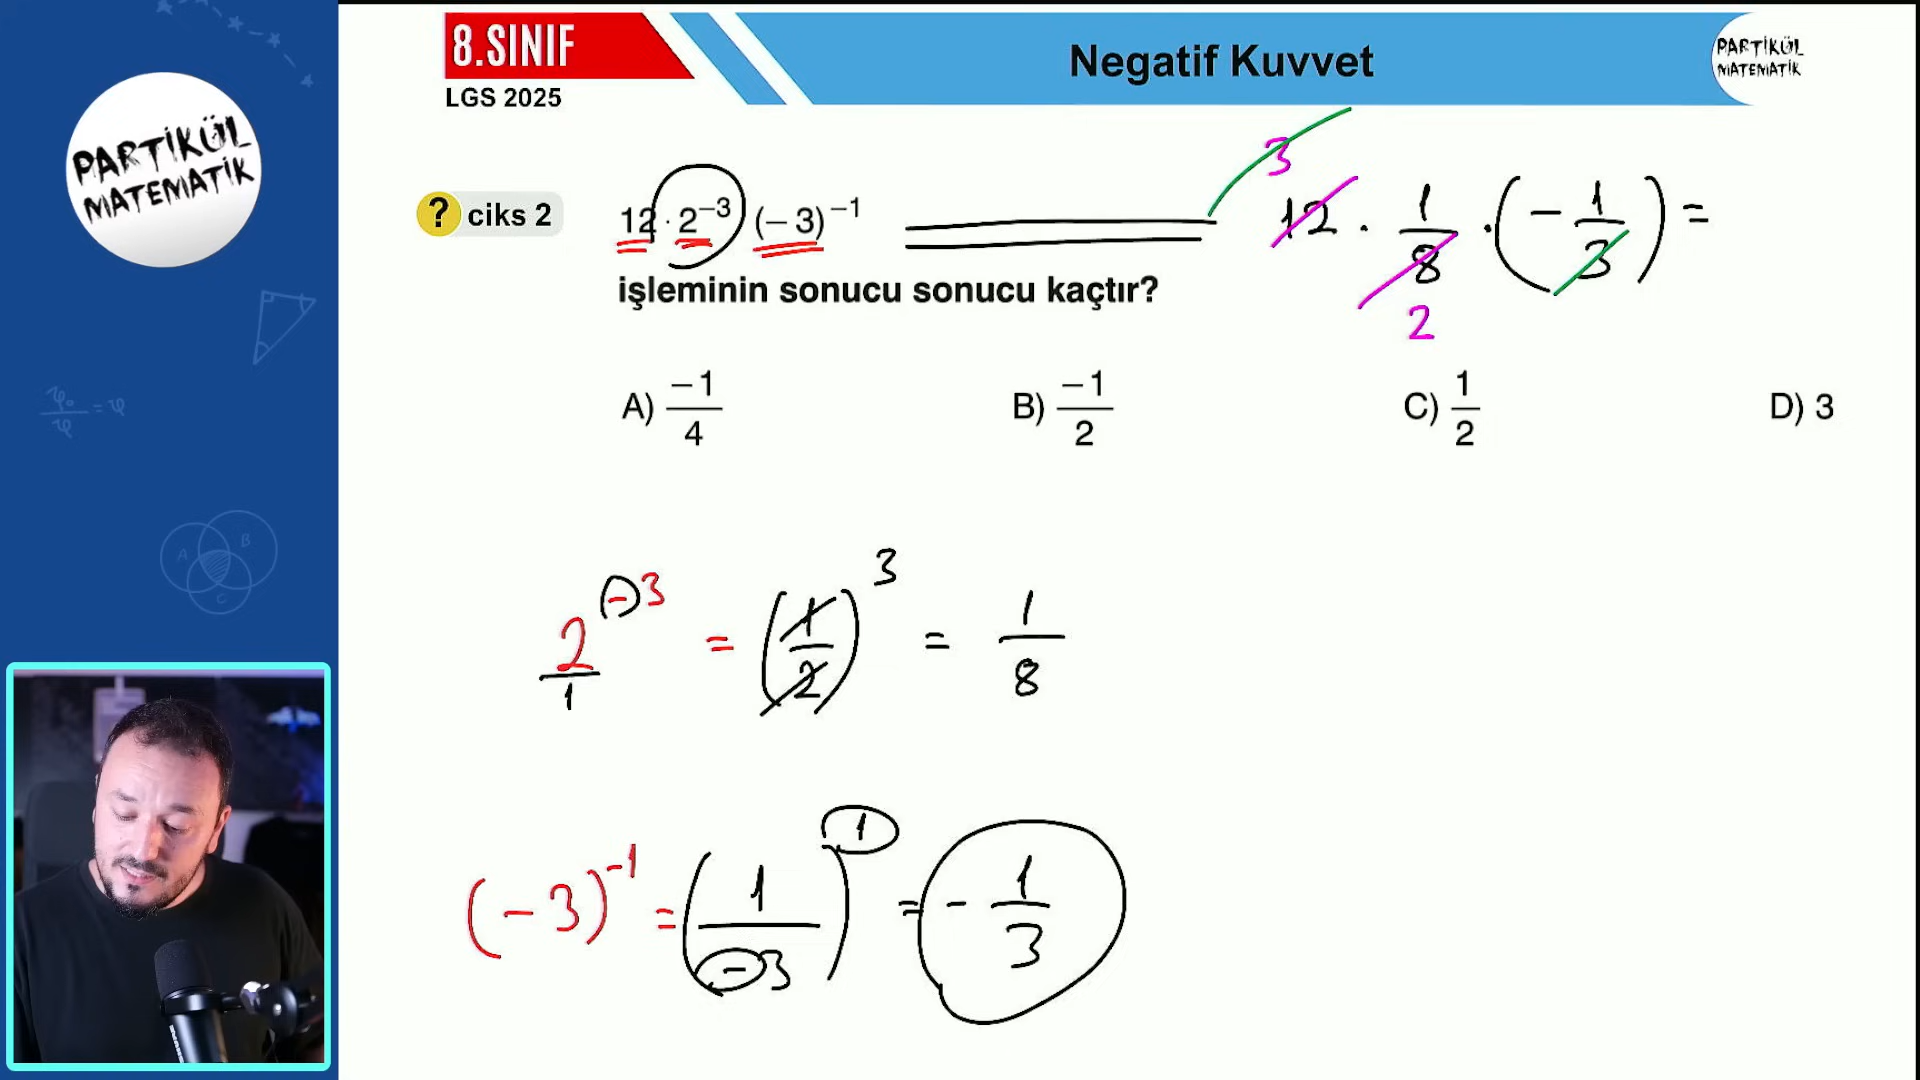 PARTİKÜL
MATEMATİK
8.SINIF
LGS 2025
Negatif Kuvvet
PARTİKÜL
MATEMATİK
? ciks 2
12 · 2⁻³ (−3)⁻¹
işleminin sonucu sonucu kaçtır?
3
12 · 1/8 · (− 1/3) =
2
A) −1/4
B) −1/2
C) 1/2
D) 3
2/1 ⁻³ = (1/2)³ = 1/8
(−3)⁻¹ = (1/−3)¹ = − 1/3
A
B
C